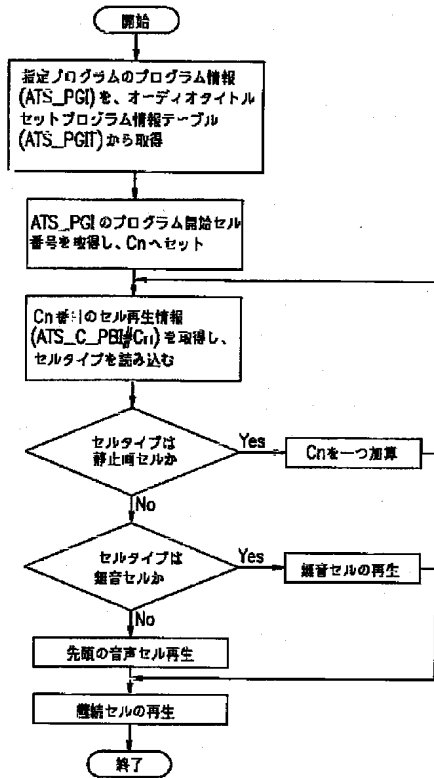 開始
指定プログラムのプログラム情報
(ATS_PGI)を、オーディオタイトル
セットプログラム情報テーブル
(ATS_PGIT)から取得
ATS_PGIのプログラム開始セル
番号を取得し、Cnへセット
Cn番号のセル再生情報
(ATS_C_PBI#Cn)を取得し、
セルタイプを読み込む
セルタイプは
静止画セルか
Yes
Cnを一つ加算
No
セルタイプは
無音セルか
Yes
無音セルの再生
No
先頭の音声セル再生
継続セルの再生
終了